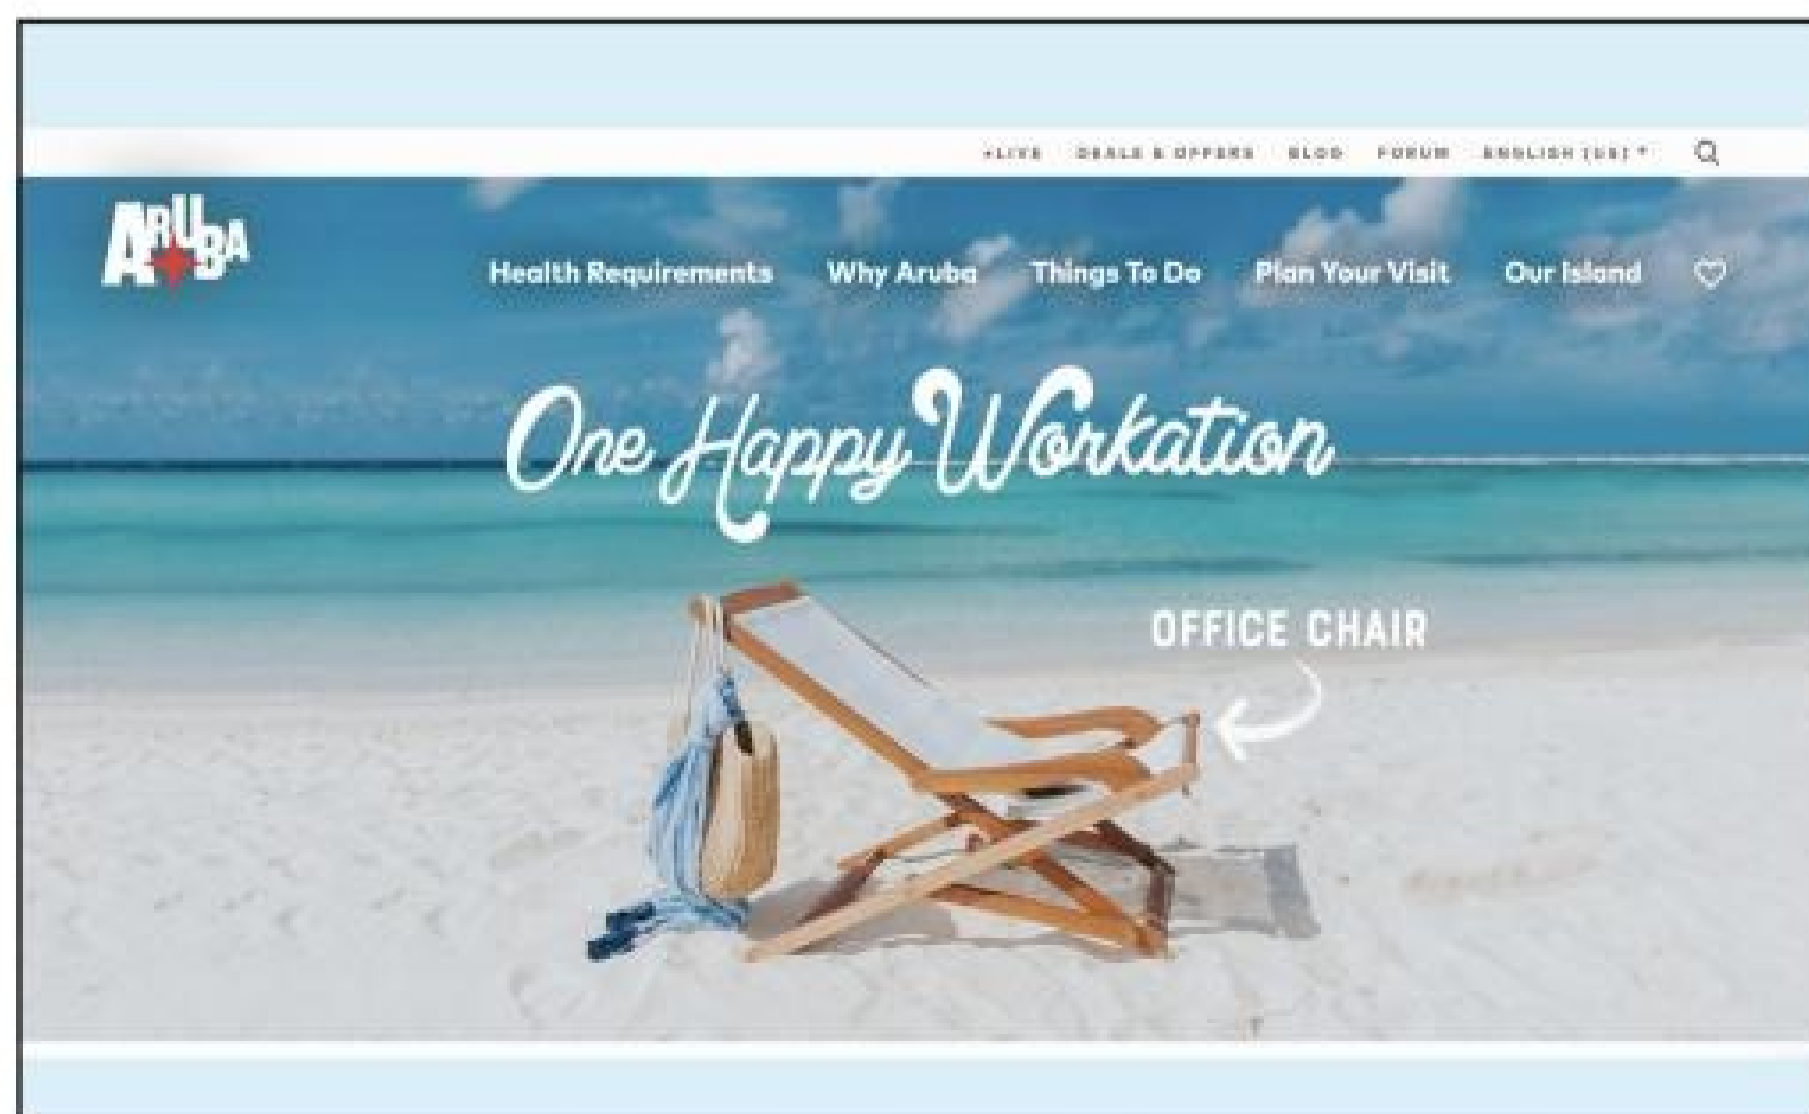 +LIVE DEALS & OFFERS BLOG FORUM ENGLISH (US)
ARUBA
Health Requirements Why Aruba Things To Do Plan Your Visit Our Island
One Happy Workation
OFFICE CHAIR